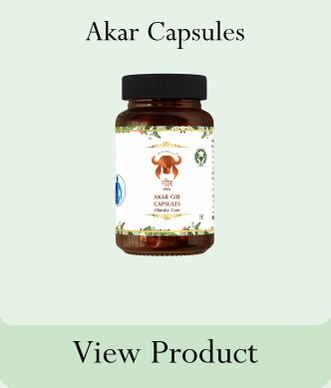 Akar Capsules
गीर
AKAR GIR
CAPSULES
Obesity Care
View Product